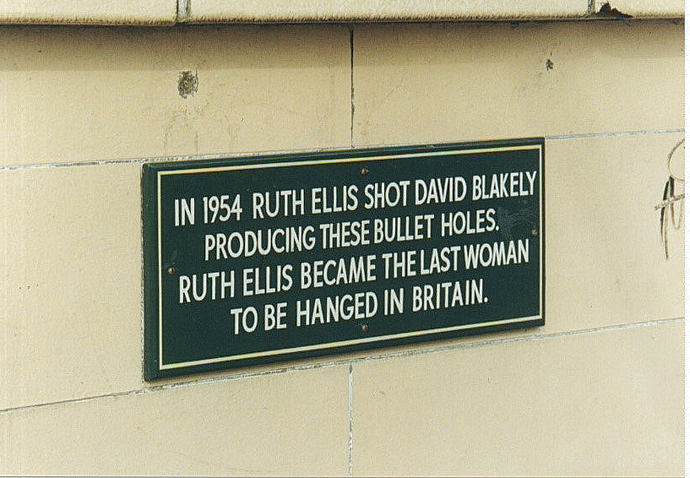 IN 1954 RUTH ELLIS SHOT DAVID BLAKELY
PRODUCING THESE BULLET HOLES.
RUTH ELLIS BECAME THE LAST WOMAN
TO BE HANGED IN BRITAIN.